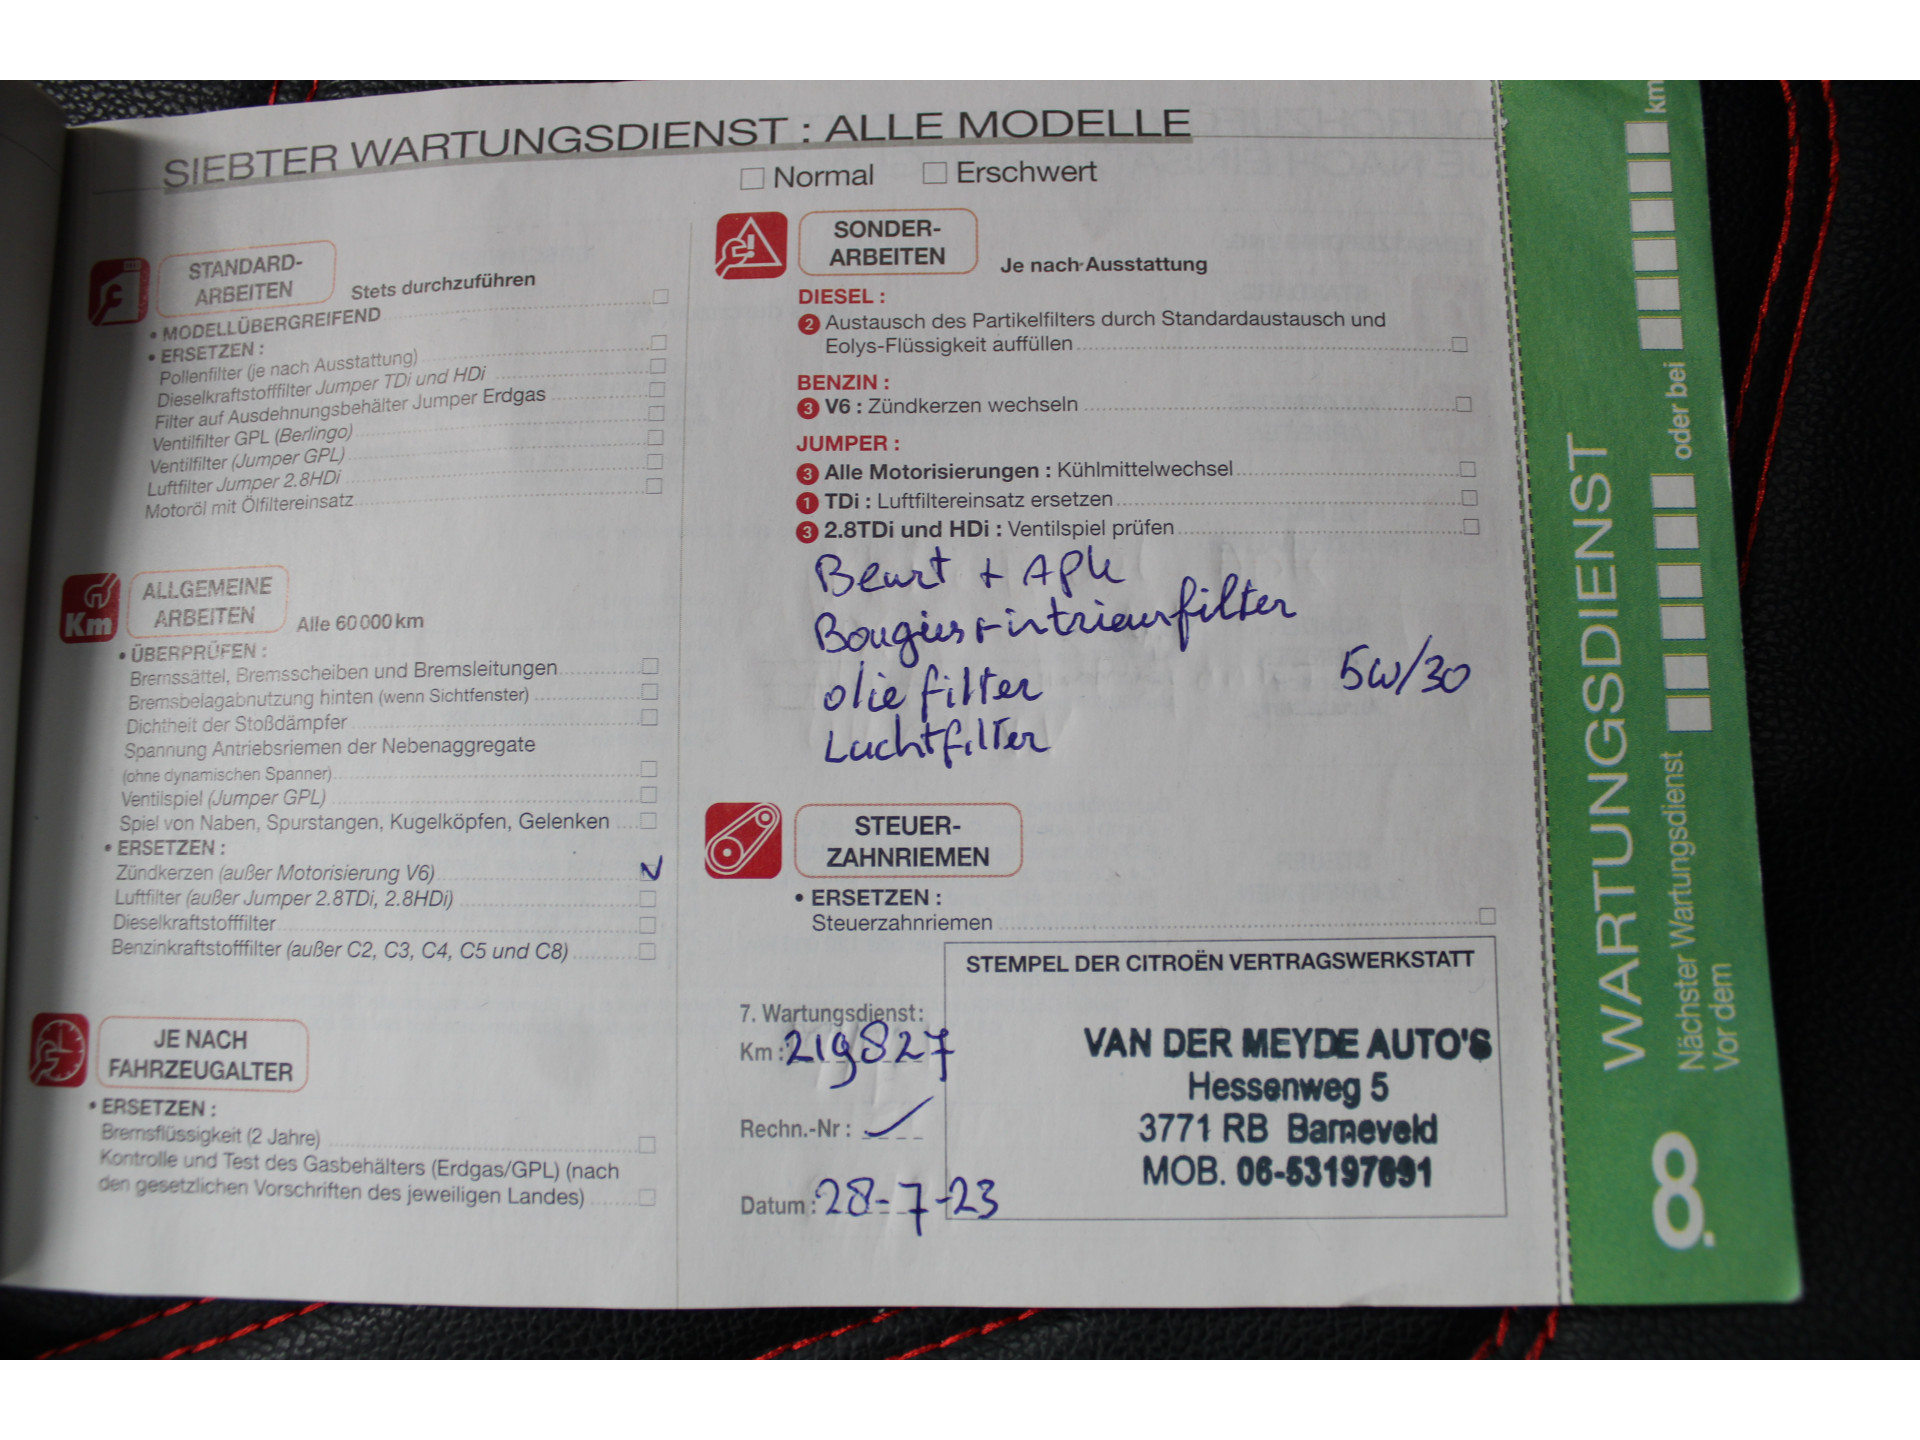 SIEBTER WARTUNGSDIENST : ALLE MODELLE
Normal Erschwert
STANDARD-
ARBEITEN
Stets durchzuführen
• MODELLÜBERGREIFEND
• ERSETZEN :
Pollenfilter (je nach Ausstattung)
Dieselkraftstofffilter Jumper TDi und HDi
Filter auf Ausdehnungsbehälter Jumper Erdgas
Ventilfilter GPL (Berlingo)
Ventilfilter (Jumper GPL)
Luftfilter Jumper 2.8HDi
Motoröl mit Ölfiltereinsatz
Km
ALLGEMEINE
ARBEITEN
Alle 60 000 km
• ÜBERPRÜFEN :
Bremssättel, Bremsscheiben und Bremsleitungen
Bremsbelagabnutzung hinten (wenn Sichtfenster)
Dichtheit der Stoßdämpfer
Spannung Antriebsriemen der Nebenaggregate
(ohne dynamischen Spanner)
Ventilspiel (Jumper GPL)
Spiel von Naben, Spurstangen, Kugelköpfen, Gelenken
• ERSETZEN :
Zündkerzen (außer Motorisierung V6)
Luftfilter (außer Jumper 2.8TDi, 2.8HDi)
Dieselkraftstofffilter
Benzinkraftstofffilter (außer C2, C3, C4, C5 und C8)
JE NACH
FAHRZEUGALTER
• ERSETZEN :
Bremsflüssigkeit (2 Jahre)
Kontrolle und Test des Gasbehälters (Erdgas/GPL) (nach
den gesetzlichen Vorschriften des jeweiligen Landes)
SONDER-
ARBEITEN
Je nach Ausstattung
DIESEL :
2 Austausch des Partikelfilters durch Standardaustausch und
Eolys-Flüssigkeit auffüllen
BENZIN :
3 V6 : Zündkerzen wechseln
JUMPER :
3 Alle Motorisierungen : Kühlmittelwechsel
1 TDi : Luftfiltereinsatz ersetzen
3 2.8TDi und HDi : Ventilspiel prüfen
Beurt + APK
Bougies + intrieurfilter
olie filter 5W/30
Luchtfilter
STEUER-
ZAHNRIEMEN
• ERSETZEN :
Steuerzahnriemen
STEMPEL DER CITROËN VERTRAGSWERKSTATT
7. Wartungsdienst:
Km : 219827
Rechn.-Nr :
Datum : 28-7-23
VAN DER MEYDE AUTO'S
Hessenweg 5
3771 RB Barneveld
MOB. 06-53197691
8. WARTUNGSDIENST
Nächster Wartungsdienst oder bei km
Vor dem